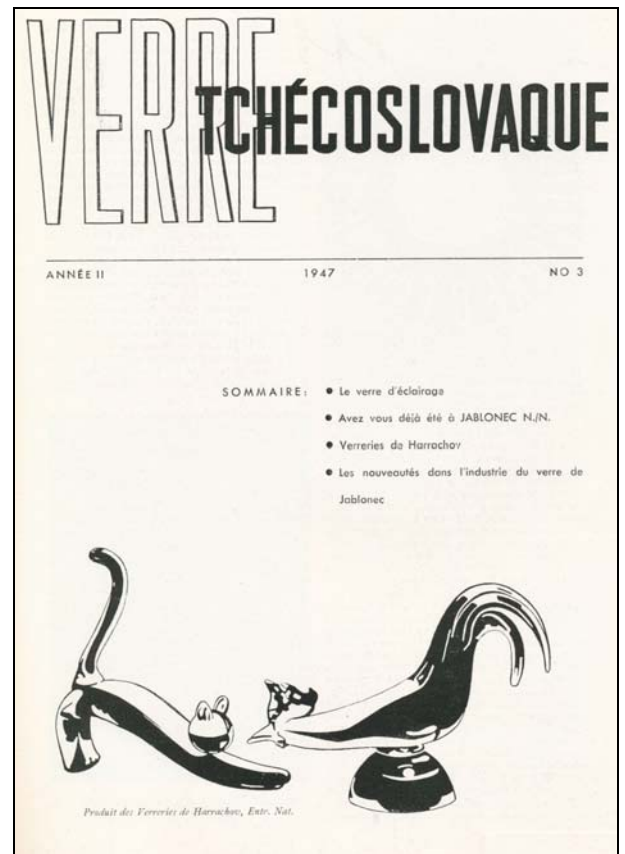 VERRE
TCHÉCOSLOVAQUE
ANNÉE II 1947 NO 3
SOMMAIRE: • Le verre d'éclairage
• Avez vous déjà été à JABLONEC N./N.
• Verreries de Harrachov
• Les nouveautés dans l'industrie du verre de
Jablonec
Produit des Verreries de Harrachov, Entr. Nat.